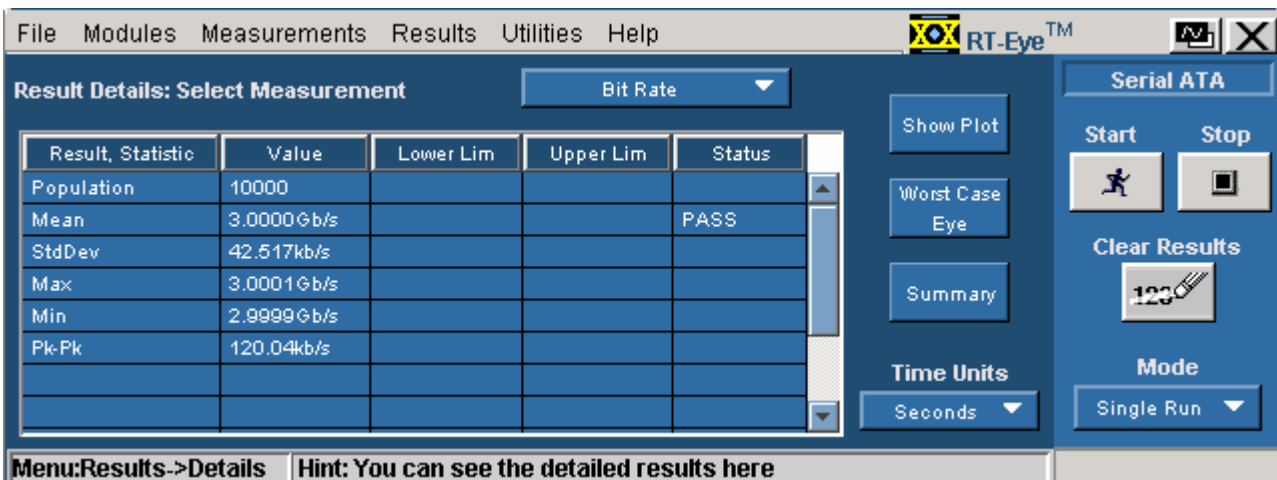 File Modules Measurements Results Utilities Help RT-Eye™
Result Details: Select Measurement Bit Rate
Result, Statistic Value Lower Lim Upper Lim Status
Population 10000
Mean 3.0000Gb/s PASS
StdDev 42.517kb/s
Max 3.0001Gb/s
Min 2.9999Gb/s
Pk-Pk 120.04kb/s
Show Plot
Worst Case
Eye
Summary
Time Units
Seconds
Serial ATA
Start Stop
Clear Results
123
Mode
Single Run
Menu:Results->Details Hint: You can see the detailed results here